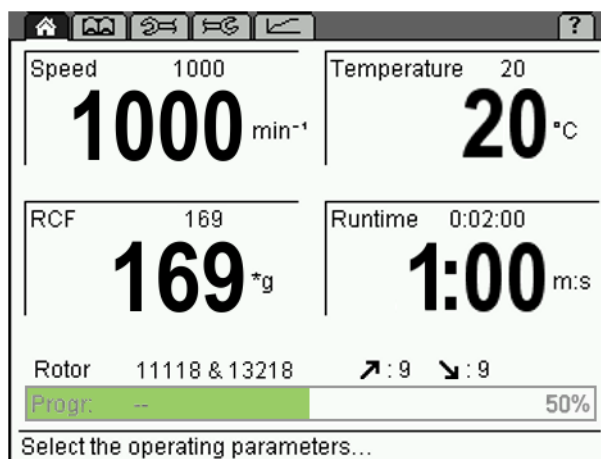 ?
Speed 1000
1000 min⁻¹
Temperature 20
20 °C
RCF 169
169 *g
Runtime 0:02:00
1:00 m:s
Rotor 11118 & 13218 ↗ : 9 ↘ : 9
Progr: -- 50%
Select the operating parameters...